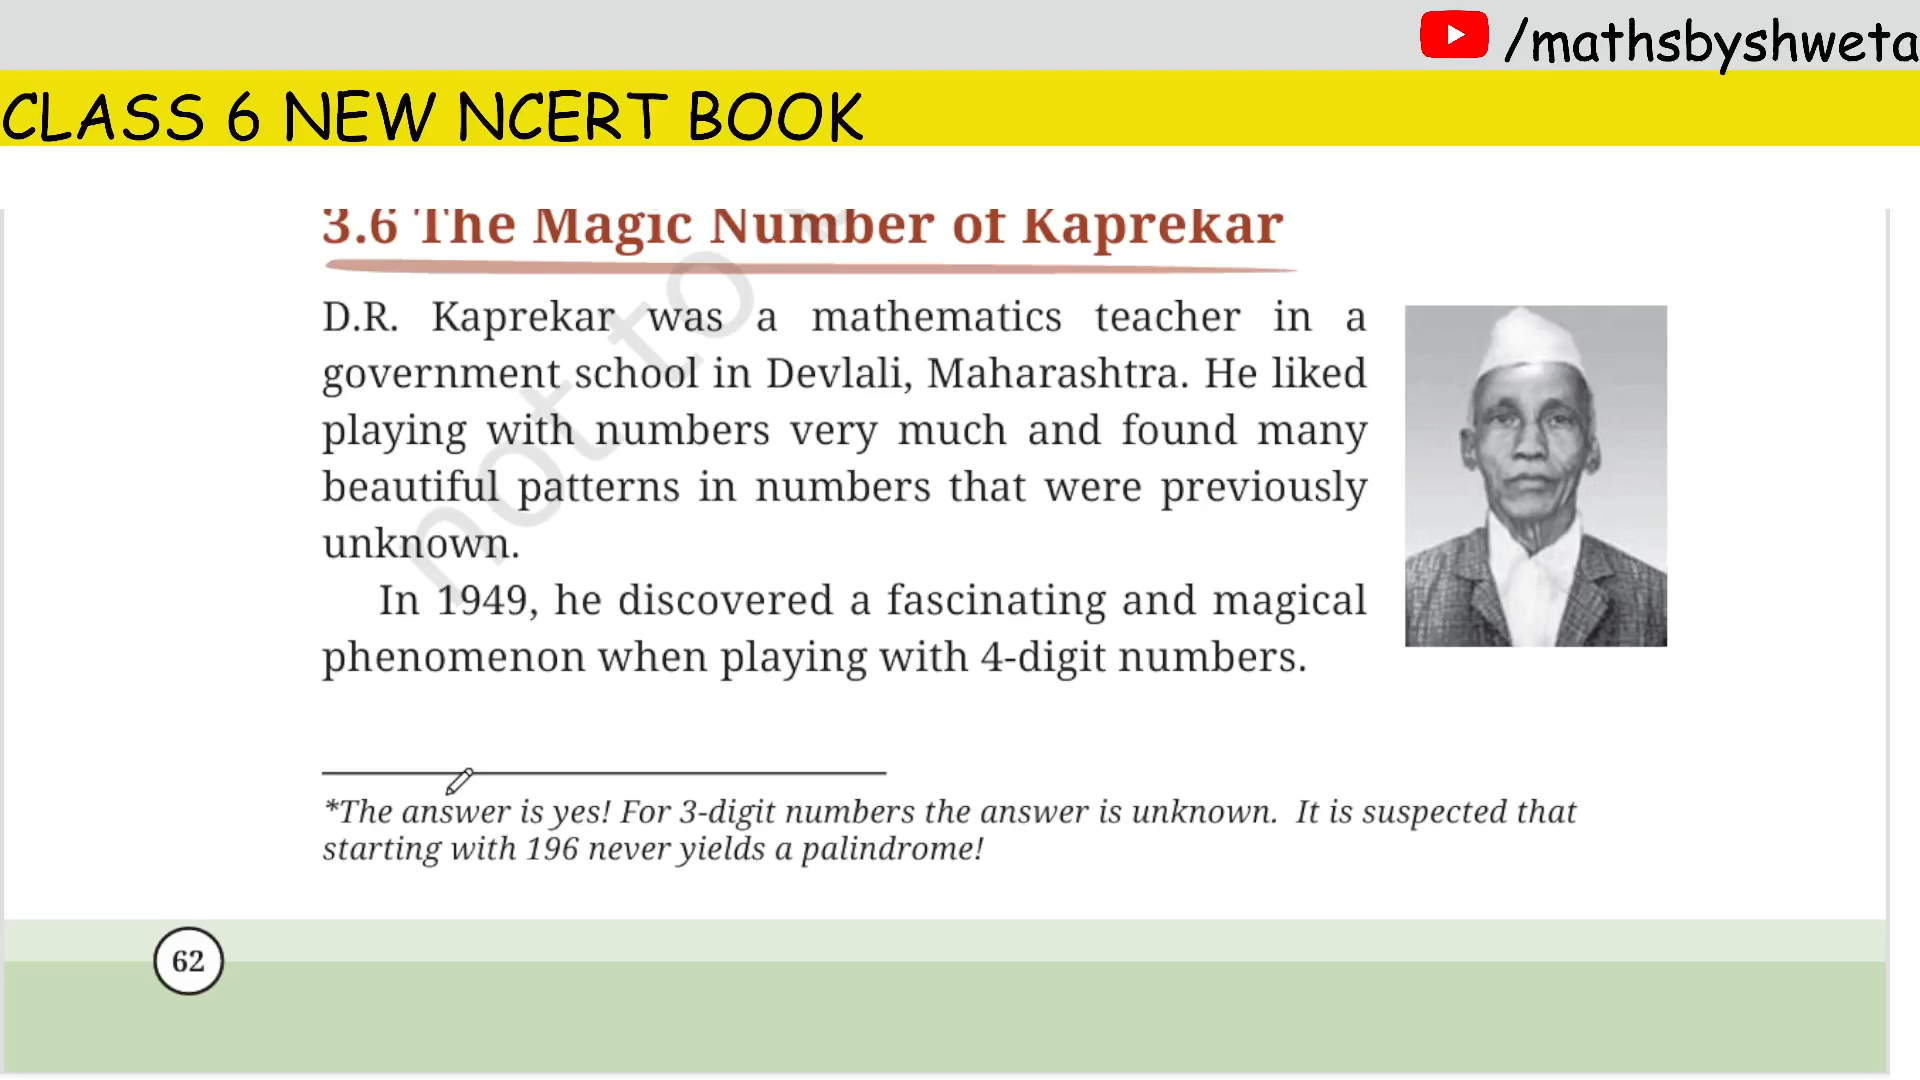 /mathsbyshweta
CLASS 6 NEW NCERT BOOK
3.6 The Magic Number of Kaprekar
D.R. Kaprekar was a mathematics teacher in a
government school in Devlali, Maharashtra. He liked
playing with numbers very much and found many
beautiful patterns in numbers that were previously
unknown.
In 1949, he discovered a fascinating and magical
phenomenon when playing with 4-digit numbers.
not to
*The answer is yes! For 3-digit numbers the answer is unknown. It is suspected that
starting with 196 never yields a palindrome!
62